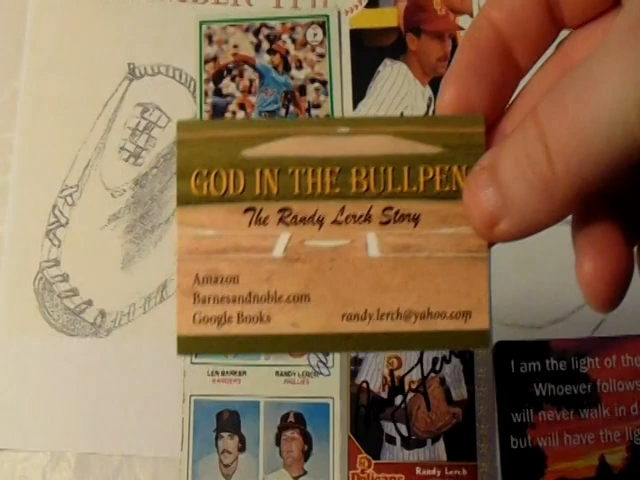 GOD IN THE BULLPEN
The Randy Lerch Story
Amazon
Barnesandnoble.com
Google Books
randy.lerch@yahoo.com
LEN BARKER
RANGERS
RANDY LERCH
PHILLIES
Randy Lerch
I am the light of the
Whoever follows
will never walk in d
but will have the lig